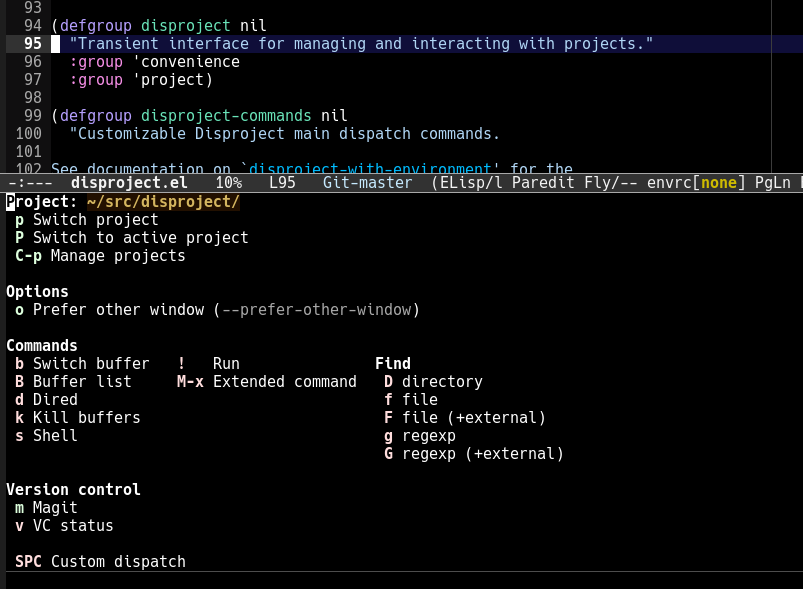 93
94 (defgroup disproject nil
95   "Transient interface for managing and interacting with projects."
96   :group 'convenience
97   :group 'project)
98
99 (defgroup disproject-commands nil
100   "Customizable Disproject main dispatch commands.
101
102 See documentation on `disproject-with-environment' for the
-:--- disproject.el 10% L95 Git-master (ELisp/l Paredit Fly/-- envrc[none] PgLn
Project: ~/src/disproject/
p Switch project
P Switch to active project
C-p Manage projects
Options
o Prefer other window (--prefer-other-window)
Commands
b Switch buffer ! Run Find
B Buffer list M-x Extended command D directory
d Dired f file
k Kill buffers F file (+external)
s Shell g regexp
G regexp (+external)
Version control
m Magit
v VC status
SPC Custom dispatch